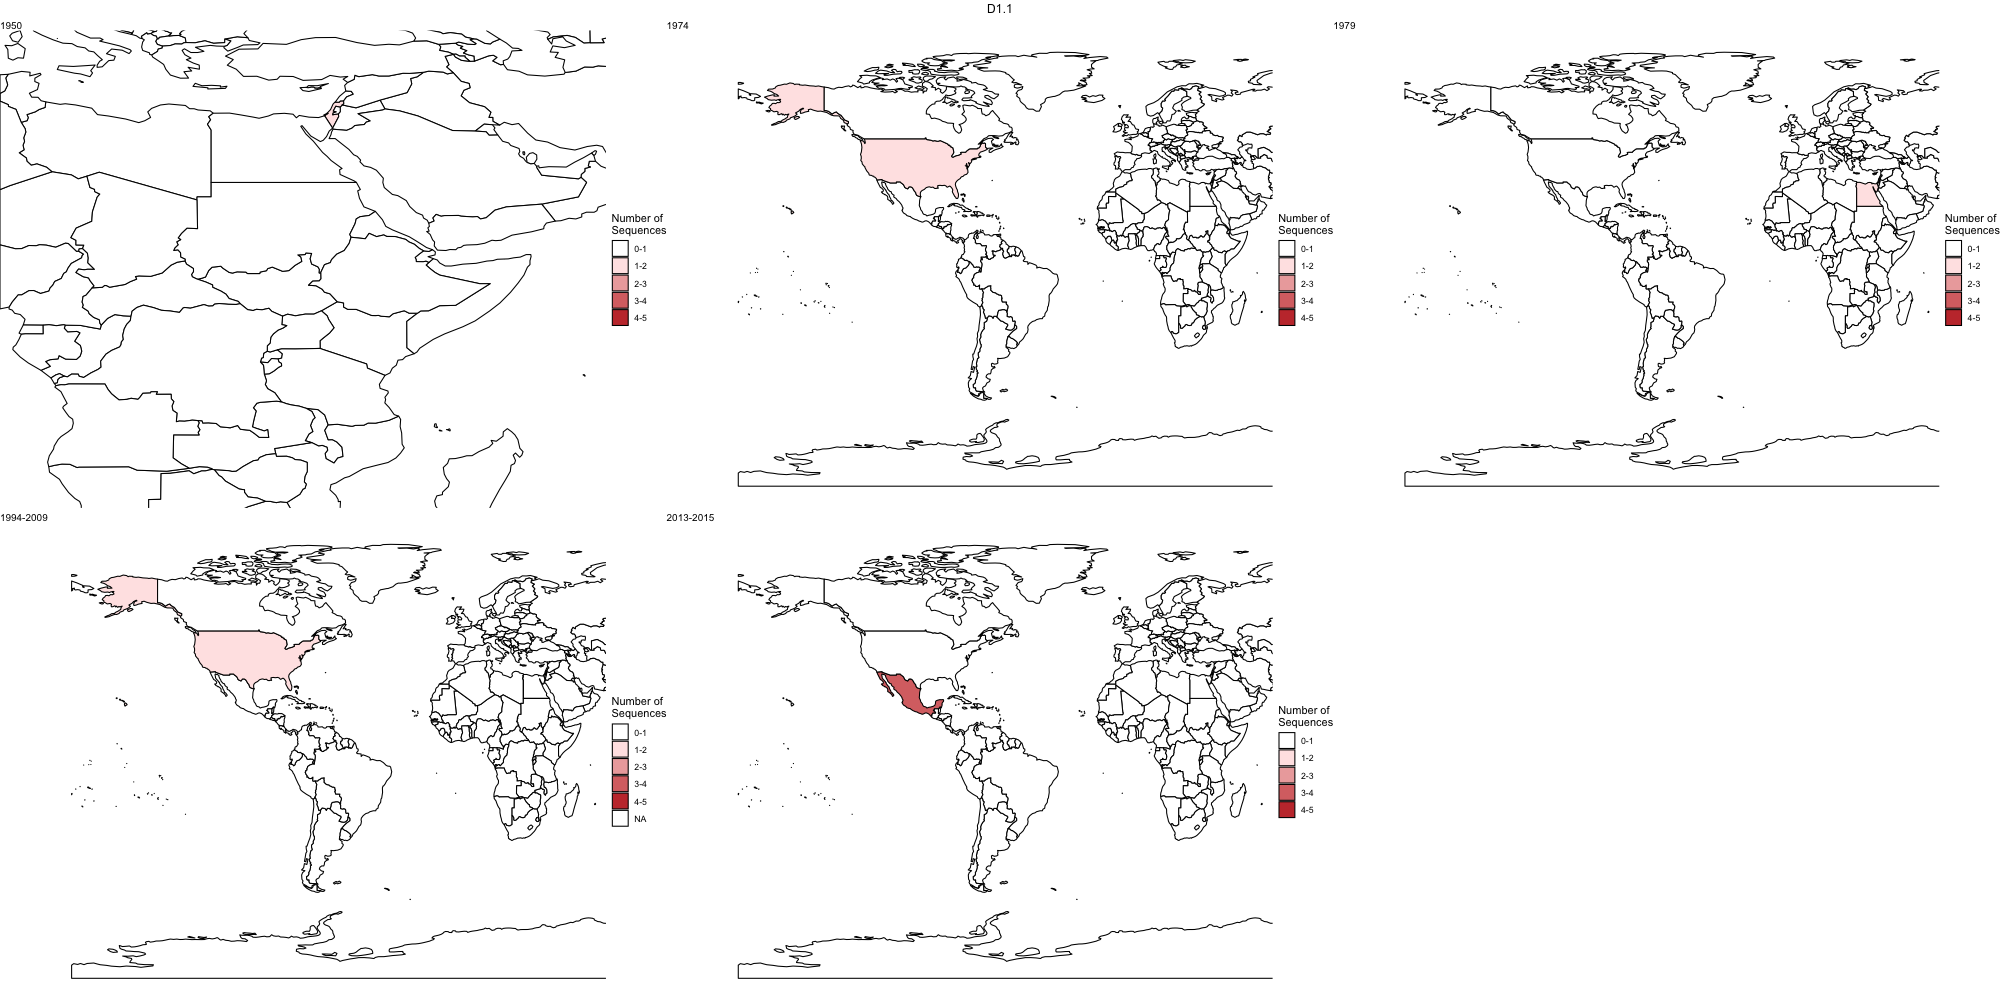 D1.1
1950
Number of
Sequences
0-1
1-2
2-3
3-4
4-5
1974
Number of
Sequences
0-1
1-2
2-3
3-4
4-5
1979
Number of
Sequences
0-1
1-2
2-3
3-4
4-5
1994-2009
Number of
Sequences
0-1
1-2
2-3
3-4
4-5
NA
2013-2015
Number of
Sequences
0-1
1-2
2-3
3-4
4-5